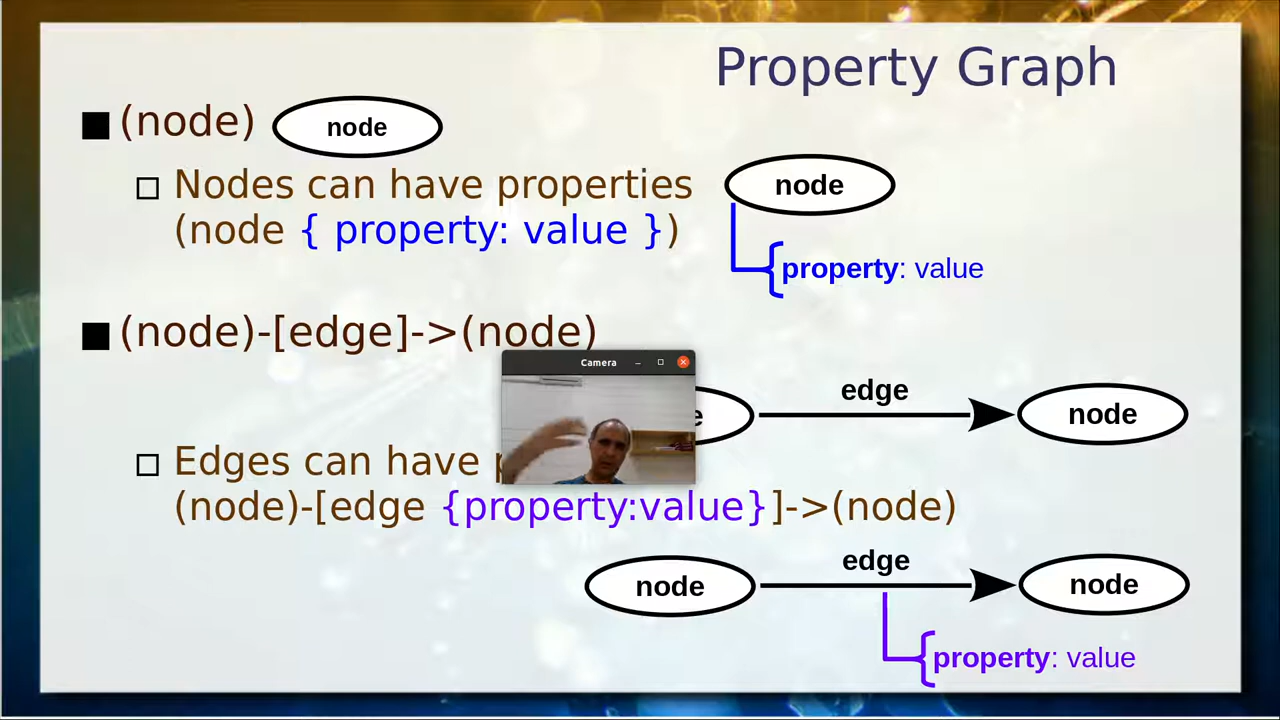 Property Graph
(node)
node
Nodes can have properties
(node { property: value })
node
property: value
(node)-[edge]->(node)
Camera
edge
node
Edges can have
(node)-[edge {property:value}]->(node)
edge
node
node
property: value